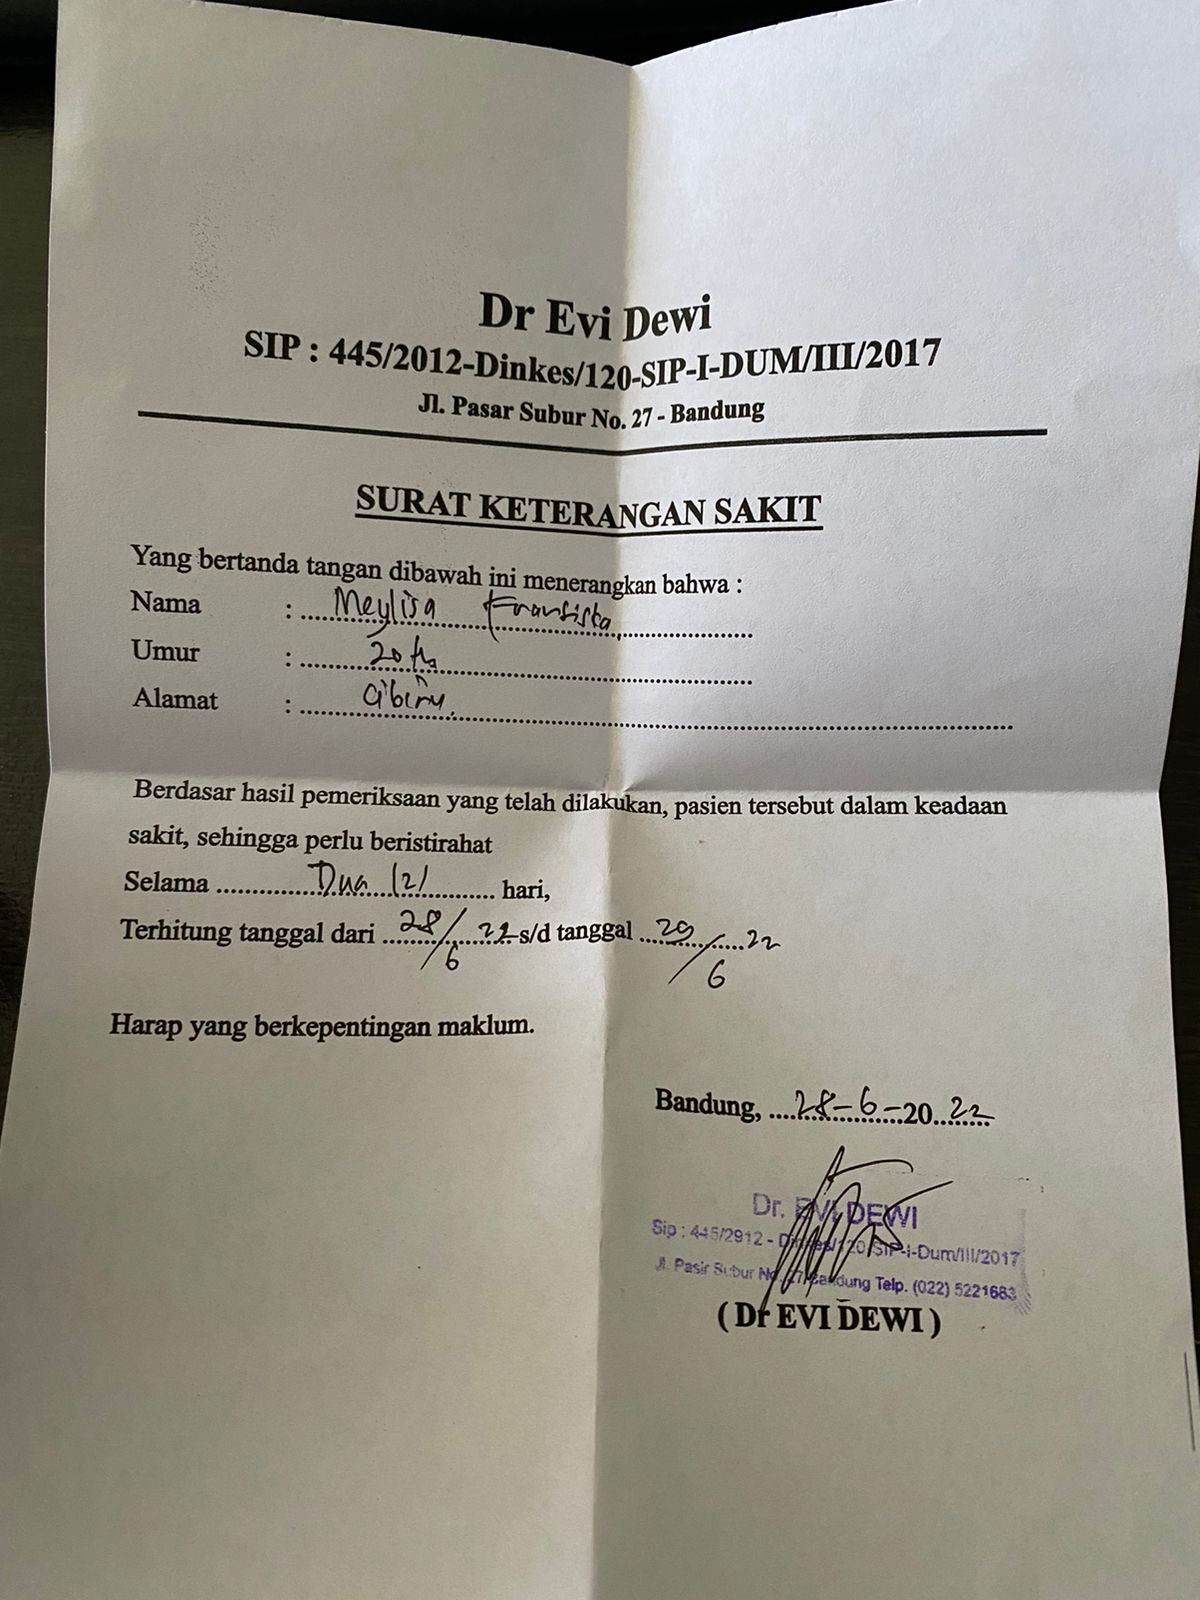 Dr Evi Dewi
SIP : 445/2012-Dinkes/120-SIP-I-DUM/III/2017
Jl. Pasar Subur No. 27 - Bandung
SURAT KETERANGAN SAKIT
Yang bertanda tangan dibawah ini menerangkan bahwa :
Nama : Meylisa Fransiska
Umur : 20 th
Alamat : Cibiru
Berdasar hasil pemeriksaan yang telah dilakukan, pasien tersebut dalam keadaan
sakit, sehingga perlu beristirahat
Selama Dua (2) hari,
Terhitung tanggal dari 28/6 22 s/d tanggal 29/6 22
Harap yang berkepentingan maklum.
Bandung, 28-6-2022
Dr. EVI DEWI
Sip : 445/2912 - Dinkes/120/SIP-I-Dum/III/2017
Jl. Pasir Subur No. 27 Bandung Telp. (022) 5221663
( Dr EVI DEWI )